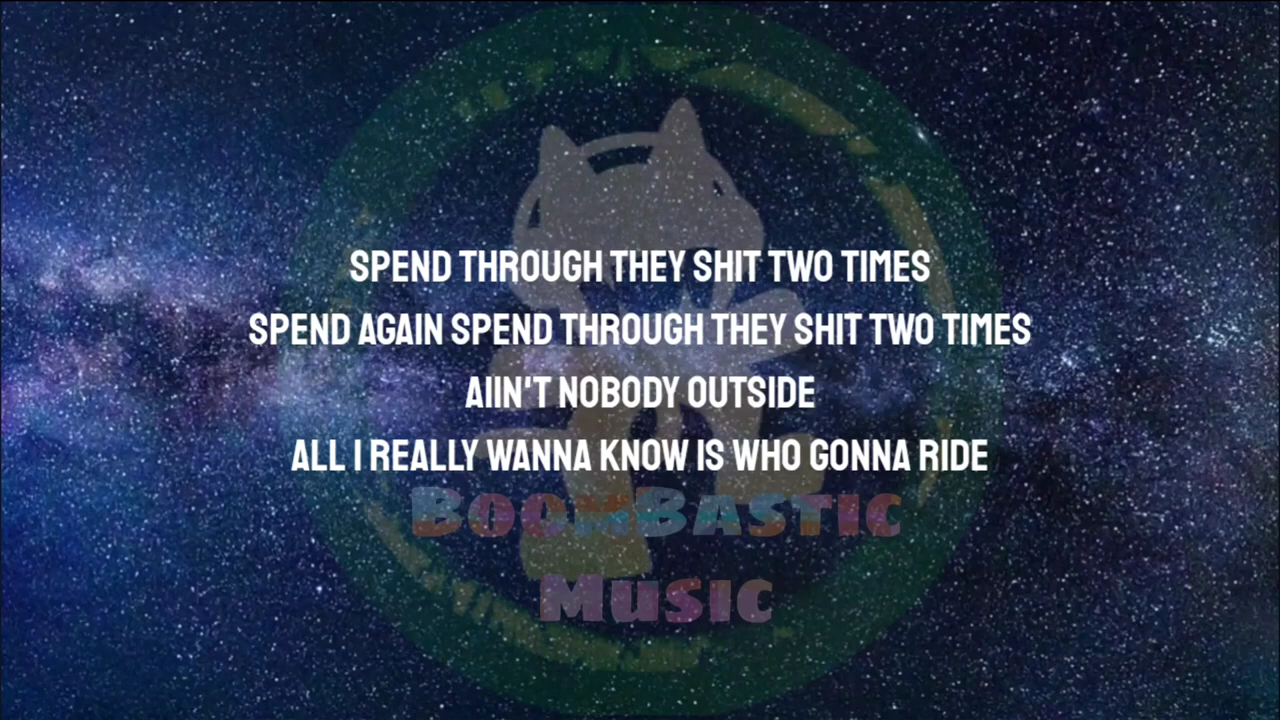 SPEND THROUGH THEY SHIT TWO TIMES
SPEND AGAIN SPEND THROUGH THEY SHIT TWO TIMES
AIIN'T NOBODY OUTSIDE
ALL I REALLY WANNA KNOW IS WHO GONNA RIDE
BOOMBASTIC
MUSIC